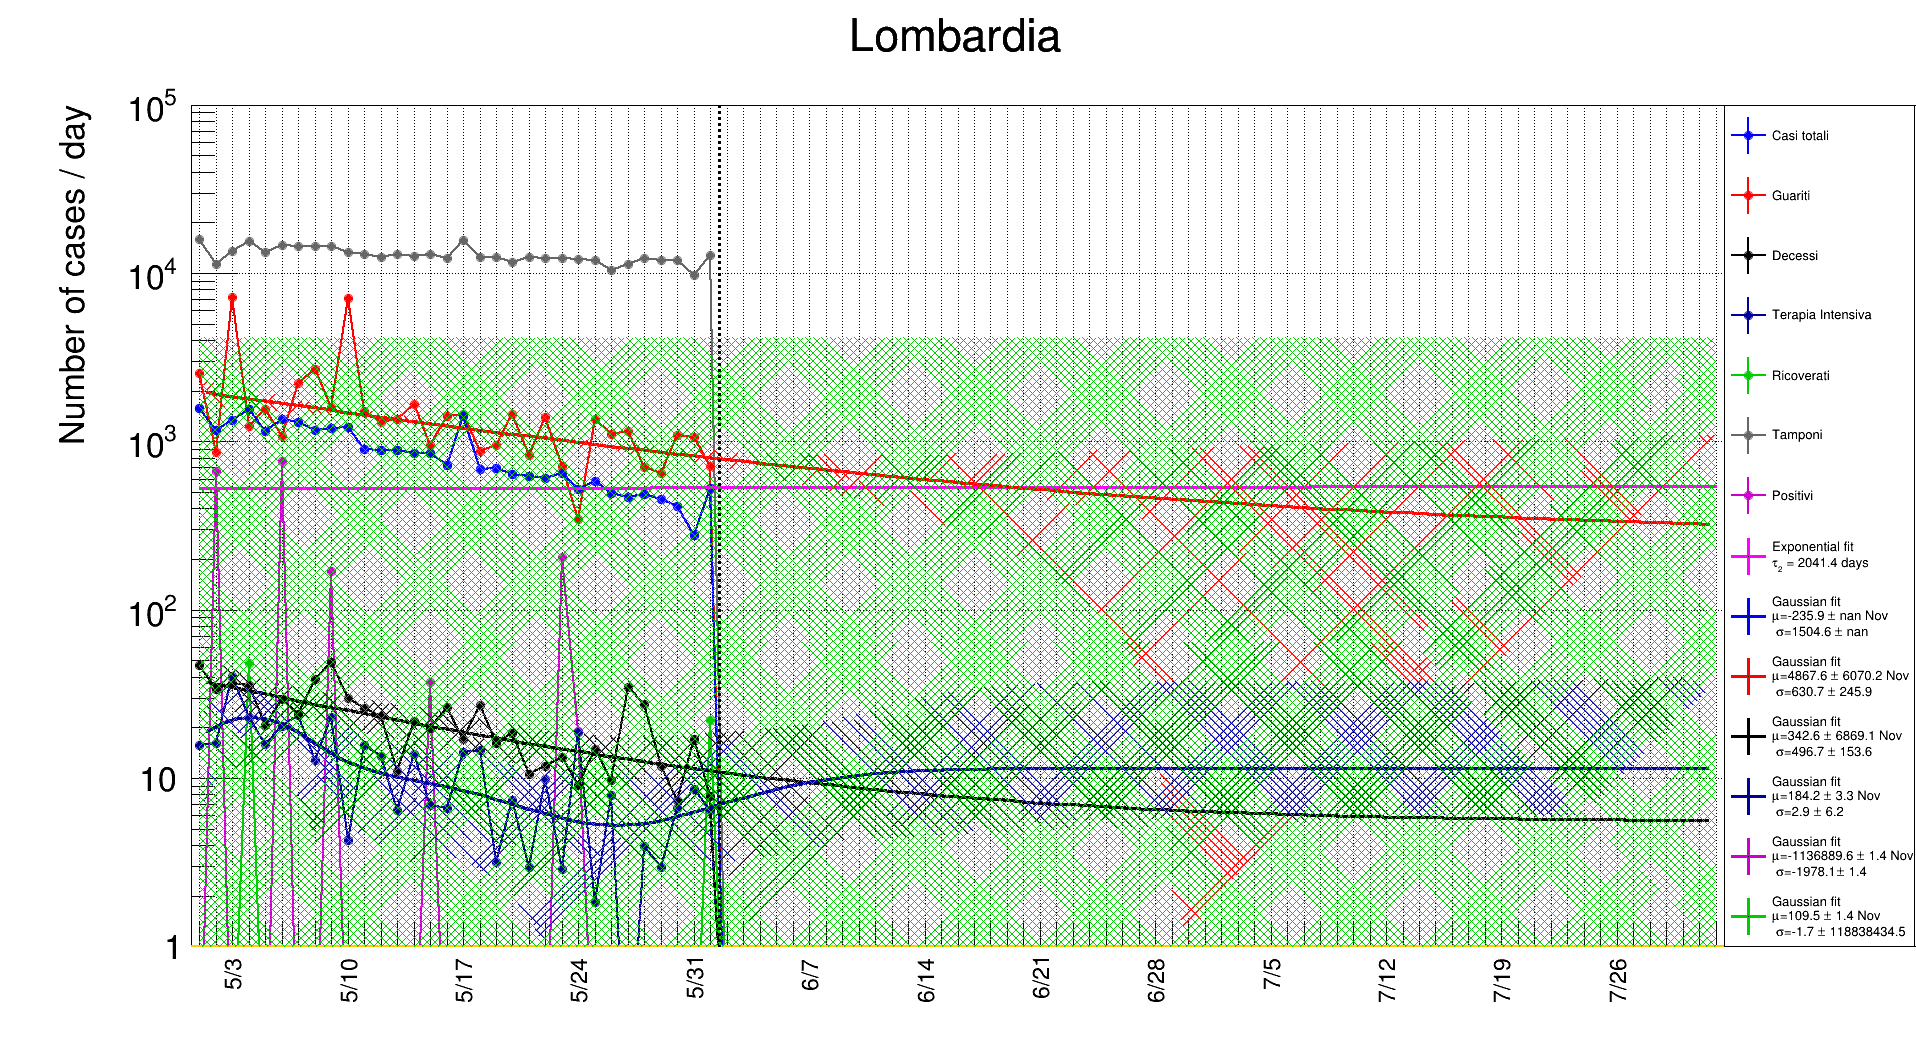 Lombardia
Number of cases / day
10^5
10^4
10^3
10^2
10
1
5/3
5/10
5/17
5/24
5/31
6/7
6/14
6/21
6/28
7/5
7/12
7/19
7/26
Casi totali
Guariti
Decessi
Terapia Intensiva
Ricoverati
Tamponi
Positivi
Exponential fit
τ_2 = 2041.4 days
Gaussian fit
μ=-235.9 ± nan Nov
σ=1504.6 ± nan
Gaussian fit
μ=4867.6 ± 6070.2 Nov
σ=630.7 ± 245.9
Gaussian fit
μ=342.6 ± 6869.1 Nov
σ=496.7 ± 153.6
Gaussian fit
μ=184.2 ± 3.3 Nov
σ=2.9 ± 6.2
Gaussian fit
μ=-1136889.6 ± 1.4 Nov
σ=-1978.1 ± 1.4
Gaussian fit
μ=109.5 ± 1.4 Nov
σ=-1.7 ± 118838434.5